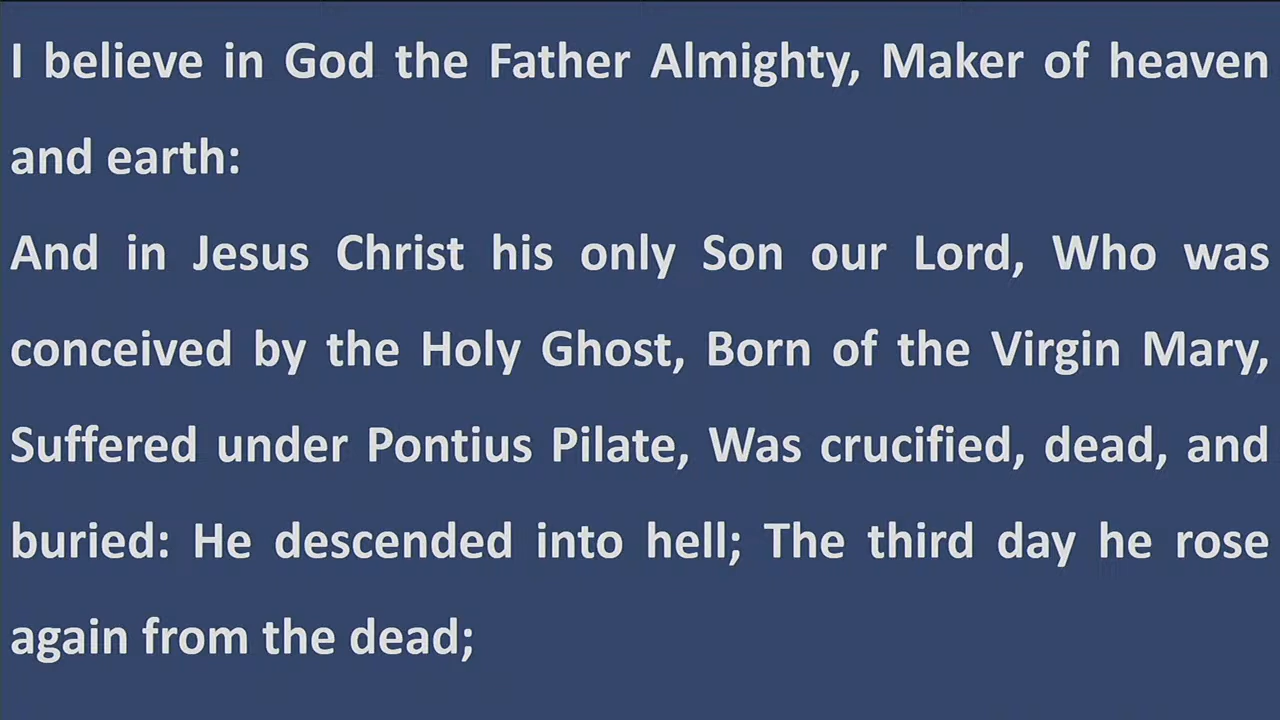 I believe in God the Father Almighty, Maker of heaven
and earth:
And in Jesus Christ his only Son our Lord, Who was
conceived by the Holy Ghost, Born of the Virgin Mary,
Suffered under Pontius Pilate, Was crucified, dead, and
buried: He descended into hell; The third day he rose
again from the dead;